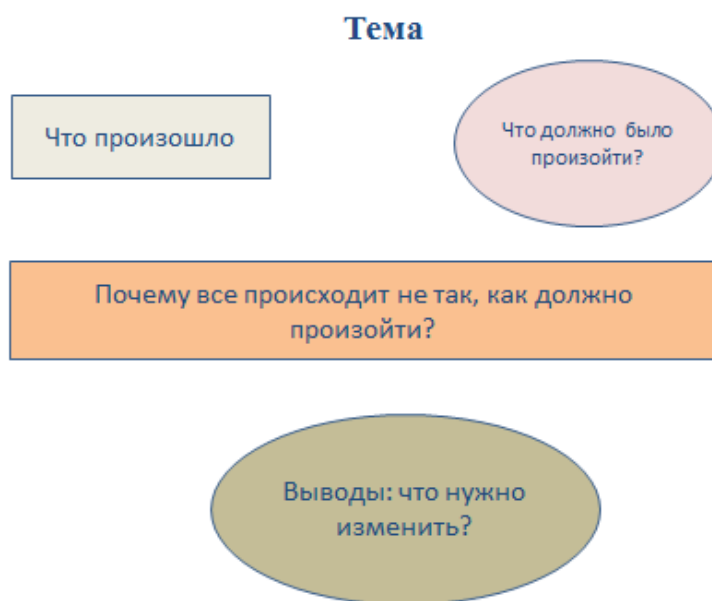 Тема
Что произошло
Что должно было
произойти?
Почему все происходит не так, как должно
произойти?
Выводы: что нужно
изменить?